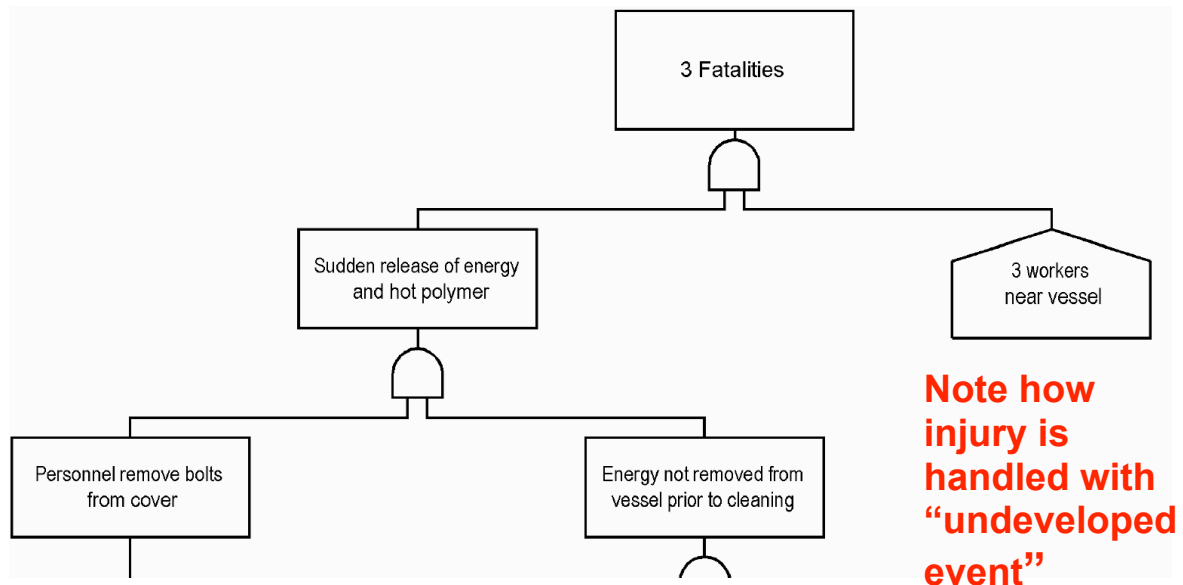 3 Fatalities
Sudden release of energy
and hot polymer
3 workers
near vessel
Personnel remove bolts
from cover
Energy not removed from
vessel prior to cleaning
Note how
injury is
handled with
“undeveloped
event”